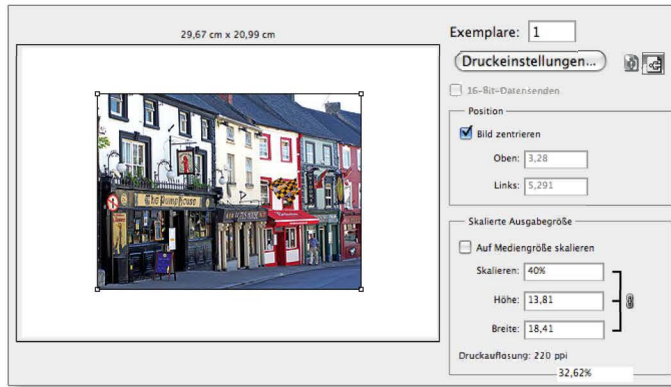 29,67 cm x 20,99 cm
The Pumphouse
Exemplare: 1
Druckeinstellungen...
16-Bit-Datensenden
Position
Bild zentrieren
Oben: 3,28
Links: 5,291
Skalierte Ausgabegröße
Auf Mediengröße skalieren
Skalieren: 40%
Höhe: 13,81
Breite: 18,41
Druckauflösung: 220 ppi
32,62%